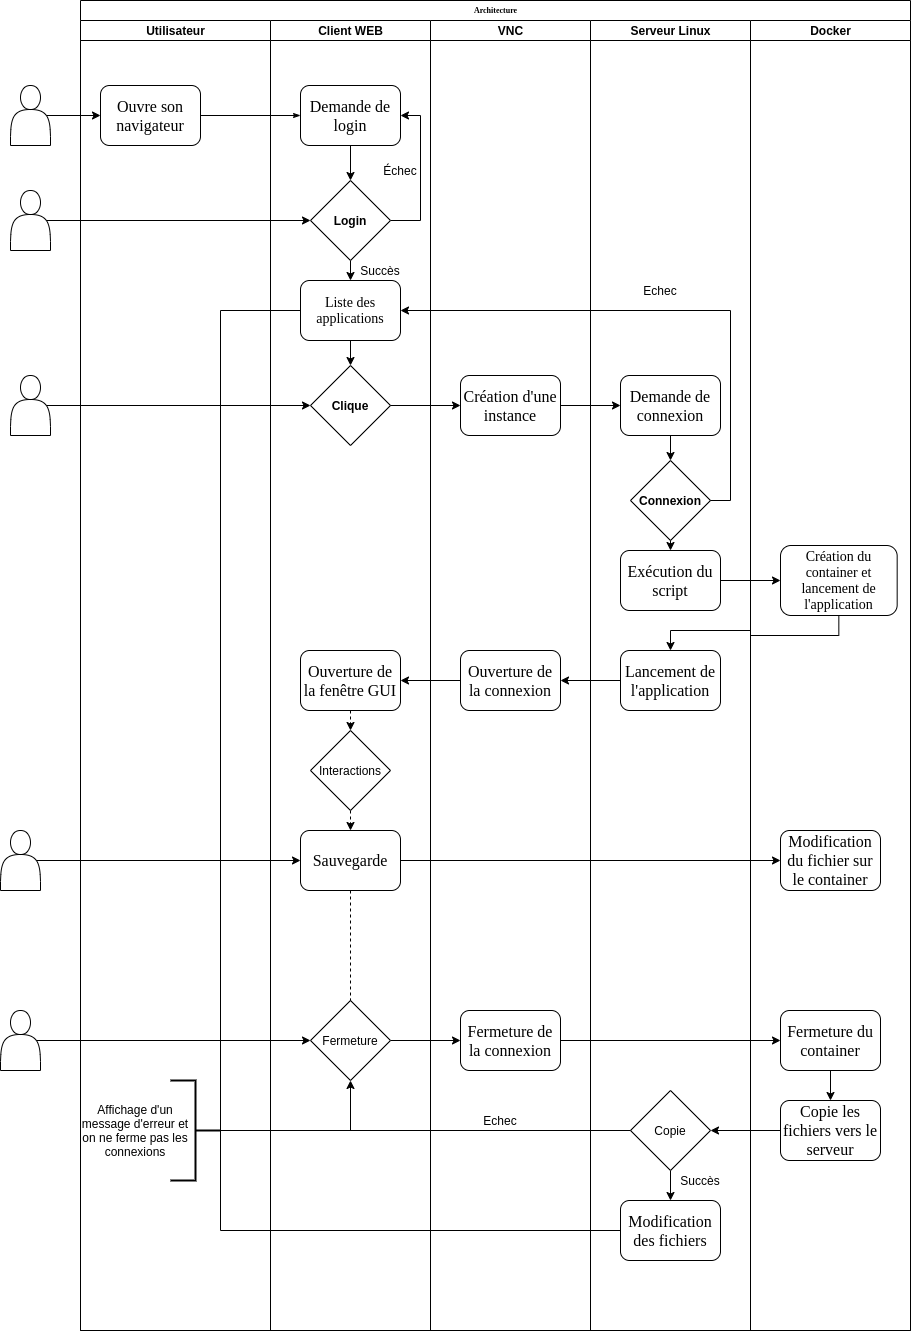 Architecture
Utilisateur
Client WEB
VNC
Serveur Linux
Docker
Ouvre son
navigateur
Demande de
login
Échec
Login
Succès
Liste des
applications
Echec
Clique
Création d'une
instance
Demande de
connexion
Connexion
Exécution du
script
Création du
container et
lancement de
l'application
Ouverture de
la fenêtre GUI
Ouverture de
la connexion
Lancement de
l'application
Interactions
Sauvegarde
Modification
du fichier sur
le container
Fermeture
Fermeture de
la connexion
Fermeture du
container
Affichage d'un
message d'erreur et
on ne ferme pas les
connexions
Echec
Copie
Copie les
fichiers vers le
serveur
Succès
Modification
des fichiers